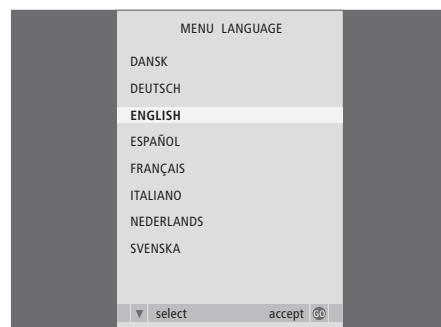 MENU LANGUAGE
DANSK
DEUTSCH
ENGLISH
ESPAÑOL
FRANÇAIS
ITALIANO
NEDERLANDS
SVENSKA
▼ select accept GO